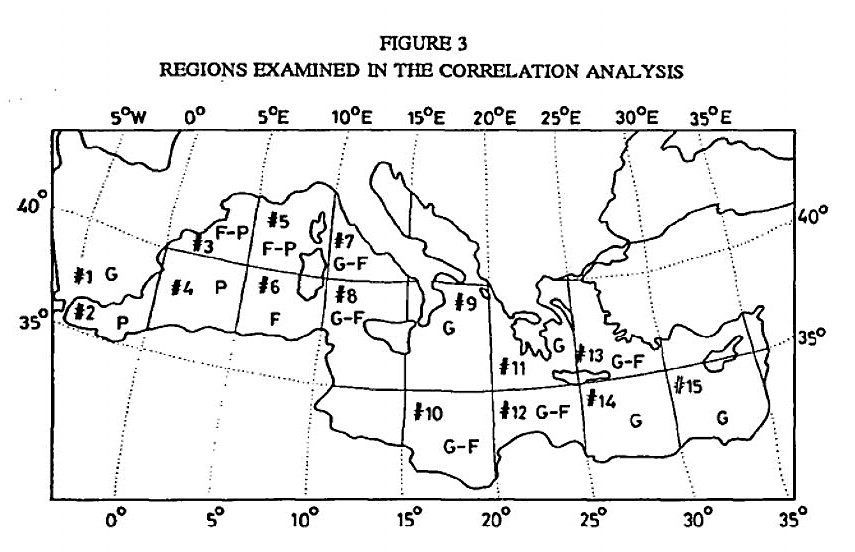 FIGURE 3
REGIONS EXAMINED IN THE CORRELATION ANALYSIS
5°W 0° 5°E 10°E 15°E 20°E 25°E 30°E 35°E
40° 40°
35° 35°
#1 G
#2 P
#3 F-P
#4 P
#5 F-P
#6 F
#7 G-F
#8 G-F
#9 G
#10 G-F
#11 G
#12 G-F
#13 G-F
#14 G
#15 G
0° 5° 10° 15° 20° 25° 30° 35°